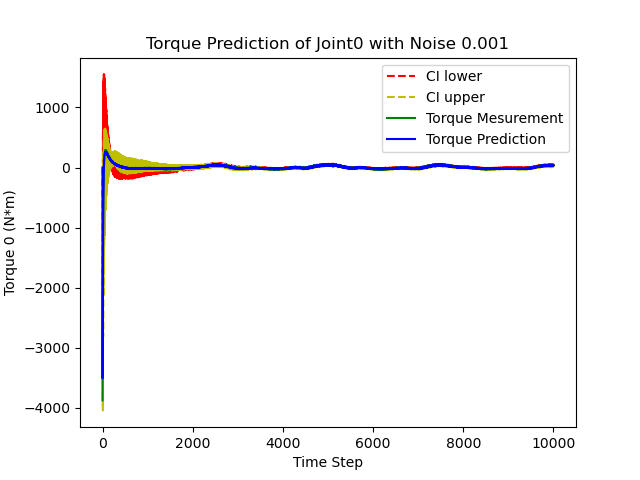 Torque Prediction of Joint0 with Noise 0.001
CI lower
CI upper
Torque Mesurement
Torque Prediction
Torque 0 (N*m)
1000
0
−1000
−2000
−3000
−4000
0 2000 4000 6000 8000 10000
Time Step